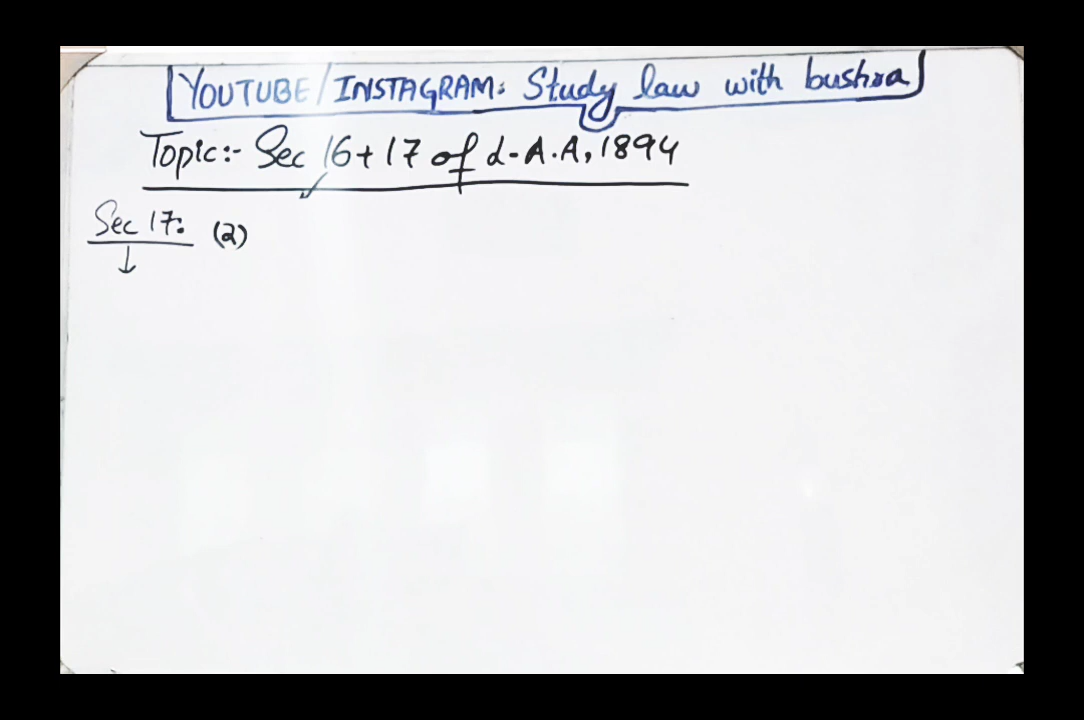 YOUTUBE/INSTAGRAM: Study law with bushra
Topic:- Sec 16+17 of L.A.A, 1894
Sec 17: (2)